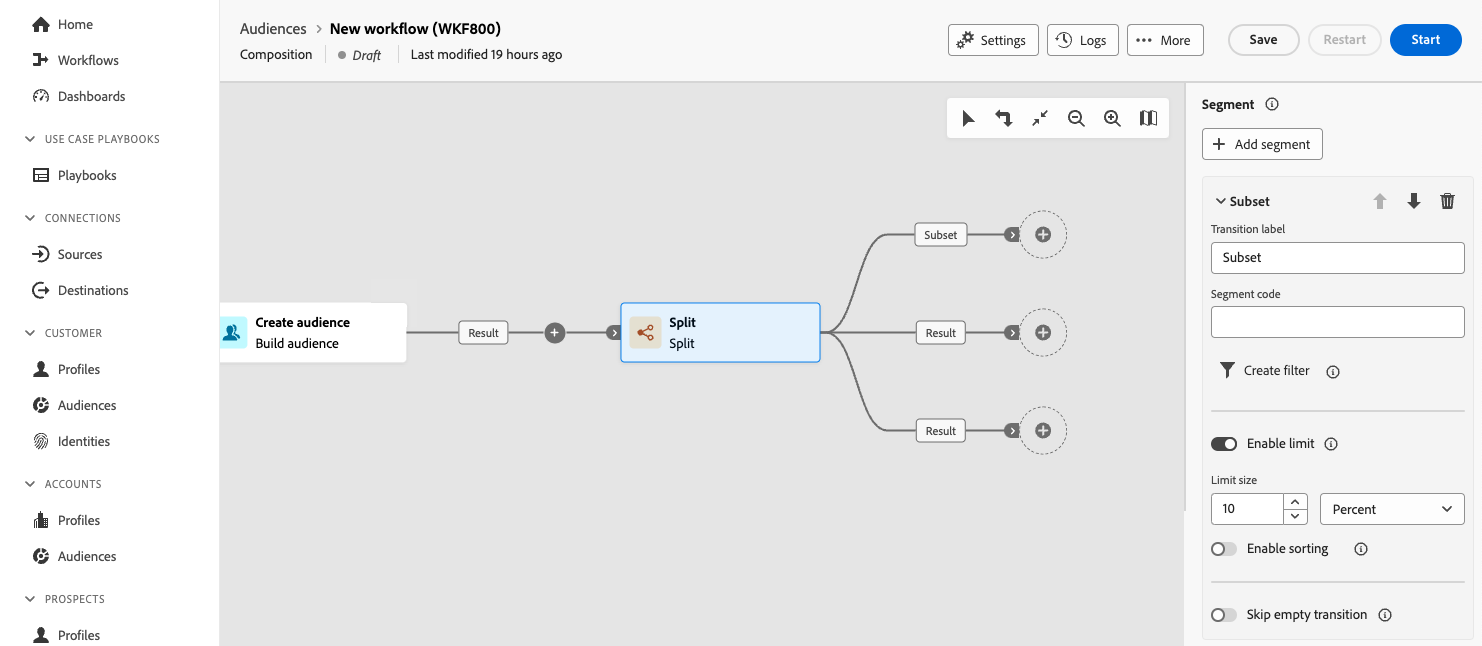 Home
Workflows
Dashboards
USE CASE PLAYBOOKS
Playbooks
CONNECTIONS
Sources
Destinations
CUSTOMER
Profiles
Audiences
Identities
ACCOUNTS
Profiles
Audiences
PROSPECTS
Profiles
Audiences > New workflow (WKF800)
Composition Draft Last modified 19 hours ago
Settings
Logs
More
Save
Restart
Start
Create audience
Build audience
Result
Split
Split
Subset
Result
Result
Segment
Add segment
Subset
Transition label
Subset
Segment code
Create filter
Enable limit
Limit size
10 Percent
Enable sorting
Skip empty transition